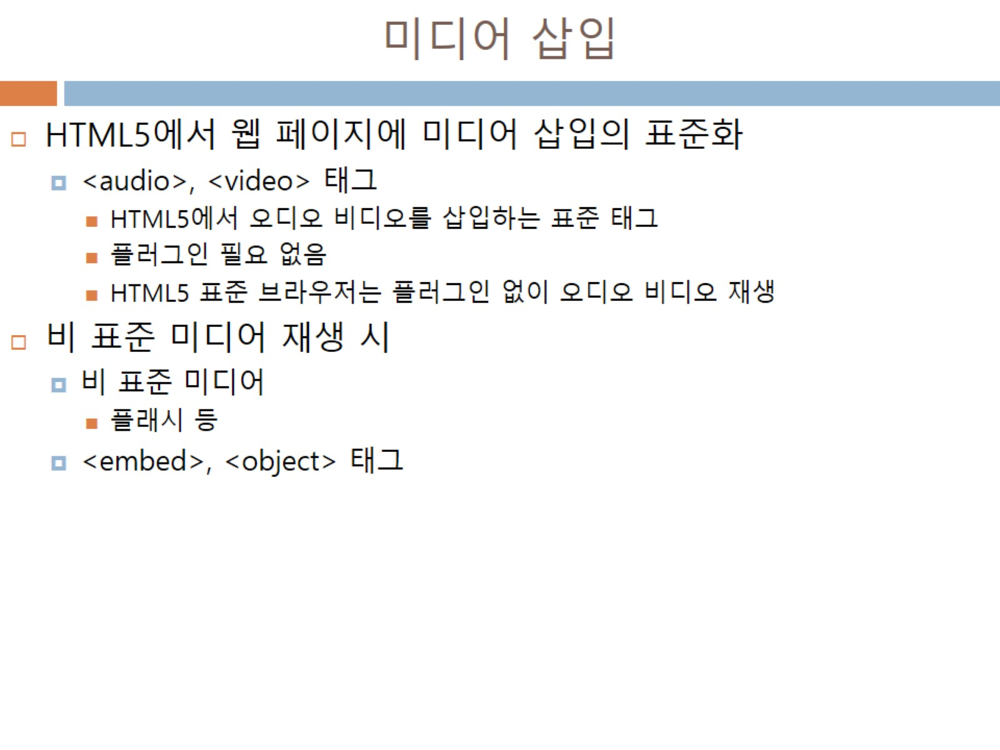 미디어 삽입
HTML5에서 웹 페이지에 미디어 삽입의 표준화
<audio>, <video> 태그
HTML5에서 오디오 비디오를 삽입하는 표준 태그
플러그인 필요 없음
HTML5 표준 브라우저는 플러그인 없이 오디오 비디오 재생
비 표준 미디어 재생 시
비 표준 미디어
플래시 등
<embed>, <object> 태그